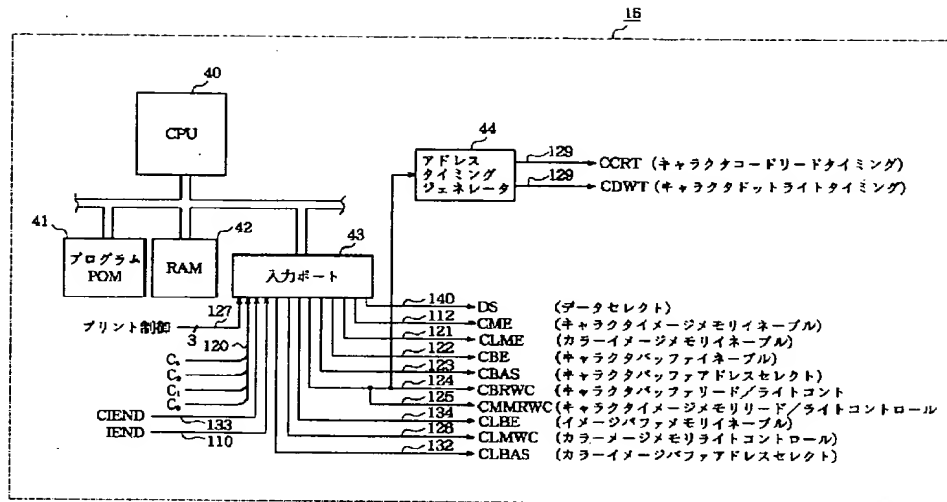 16
40
CPU
41
プログラム
POM
42
RAM
43
入力ポート
44
アドレス
タイミング
ジェネレータ
129 CCRT (キャラクタコードリードタイミング)
129 CDWT (キャラクタドットライトタイミング)
プリント制御 127
3
120
CIEND 133
IEND 110
140 DS (データセレクト)
112 CME (キャラクタイメージメモリイネーブル)
121 CLME (カラーイメージメモリイネーブル)
122 CBE (キャラクタバッファイネーブル)
123 CBAS (キャラクタバッファアドレスセレクト)
124 CBRWC (キャラクタバッファリード/ライトコント
125 CMMRWC (キャラクタイメージメモリリード/ライトコントロール
134 CLBE (イメージバファメモリイネーブル)
128 CLMWC (カラーメージメモリライトコントロール)
132 CLBAS (カラーイメージバファアドレスセレクト)